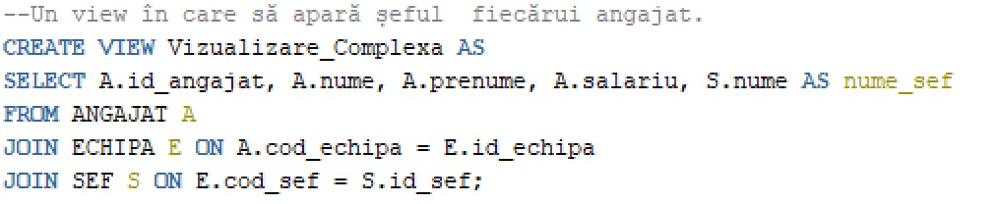 --Un view în care să apară șeful  fiecărui angajat.
CREATE VIEW Vizualizare_Complexa AS
SELECT A.id_angajat, A.nume, A.prenume, A.salariu, S.nume AS nume_sef
FROM ANGAJAT A
JOIN ECHIPA E ON A.cod_echipa = E.id_echipa
JOIN SEF S ON E.cod_sef = S.id_sef;